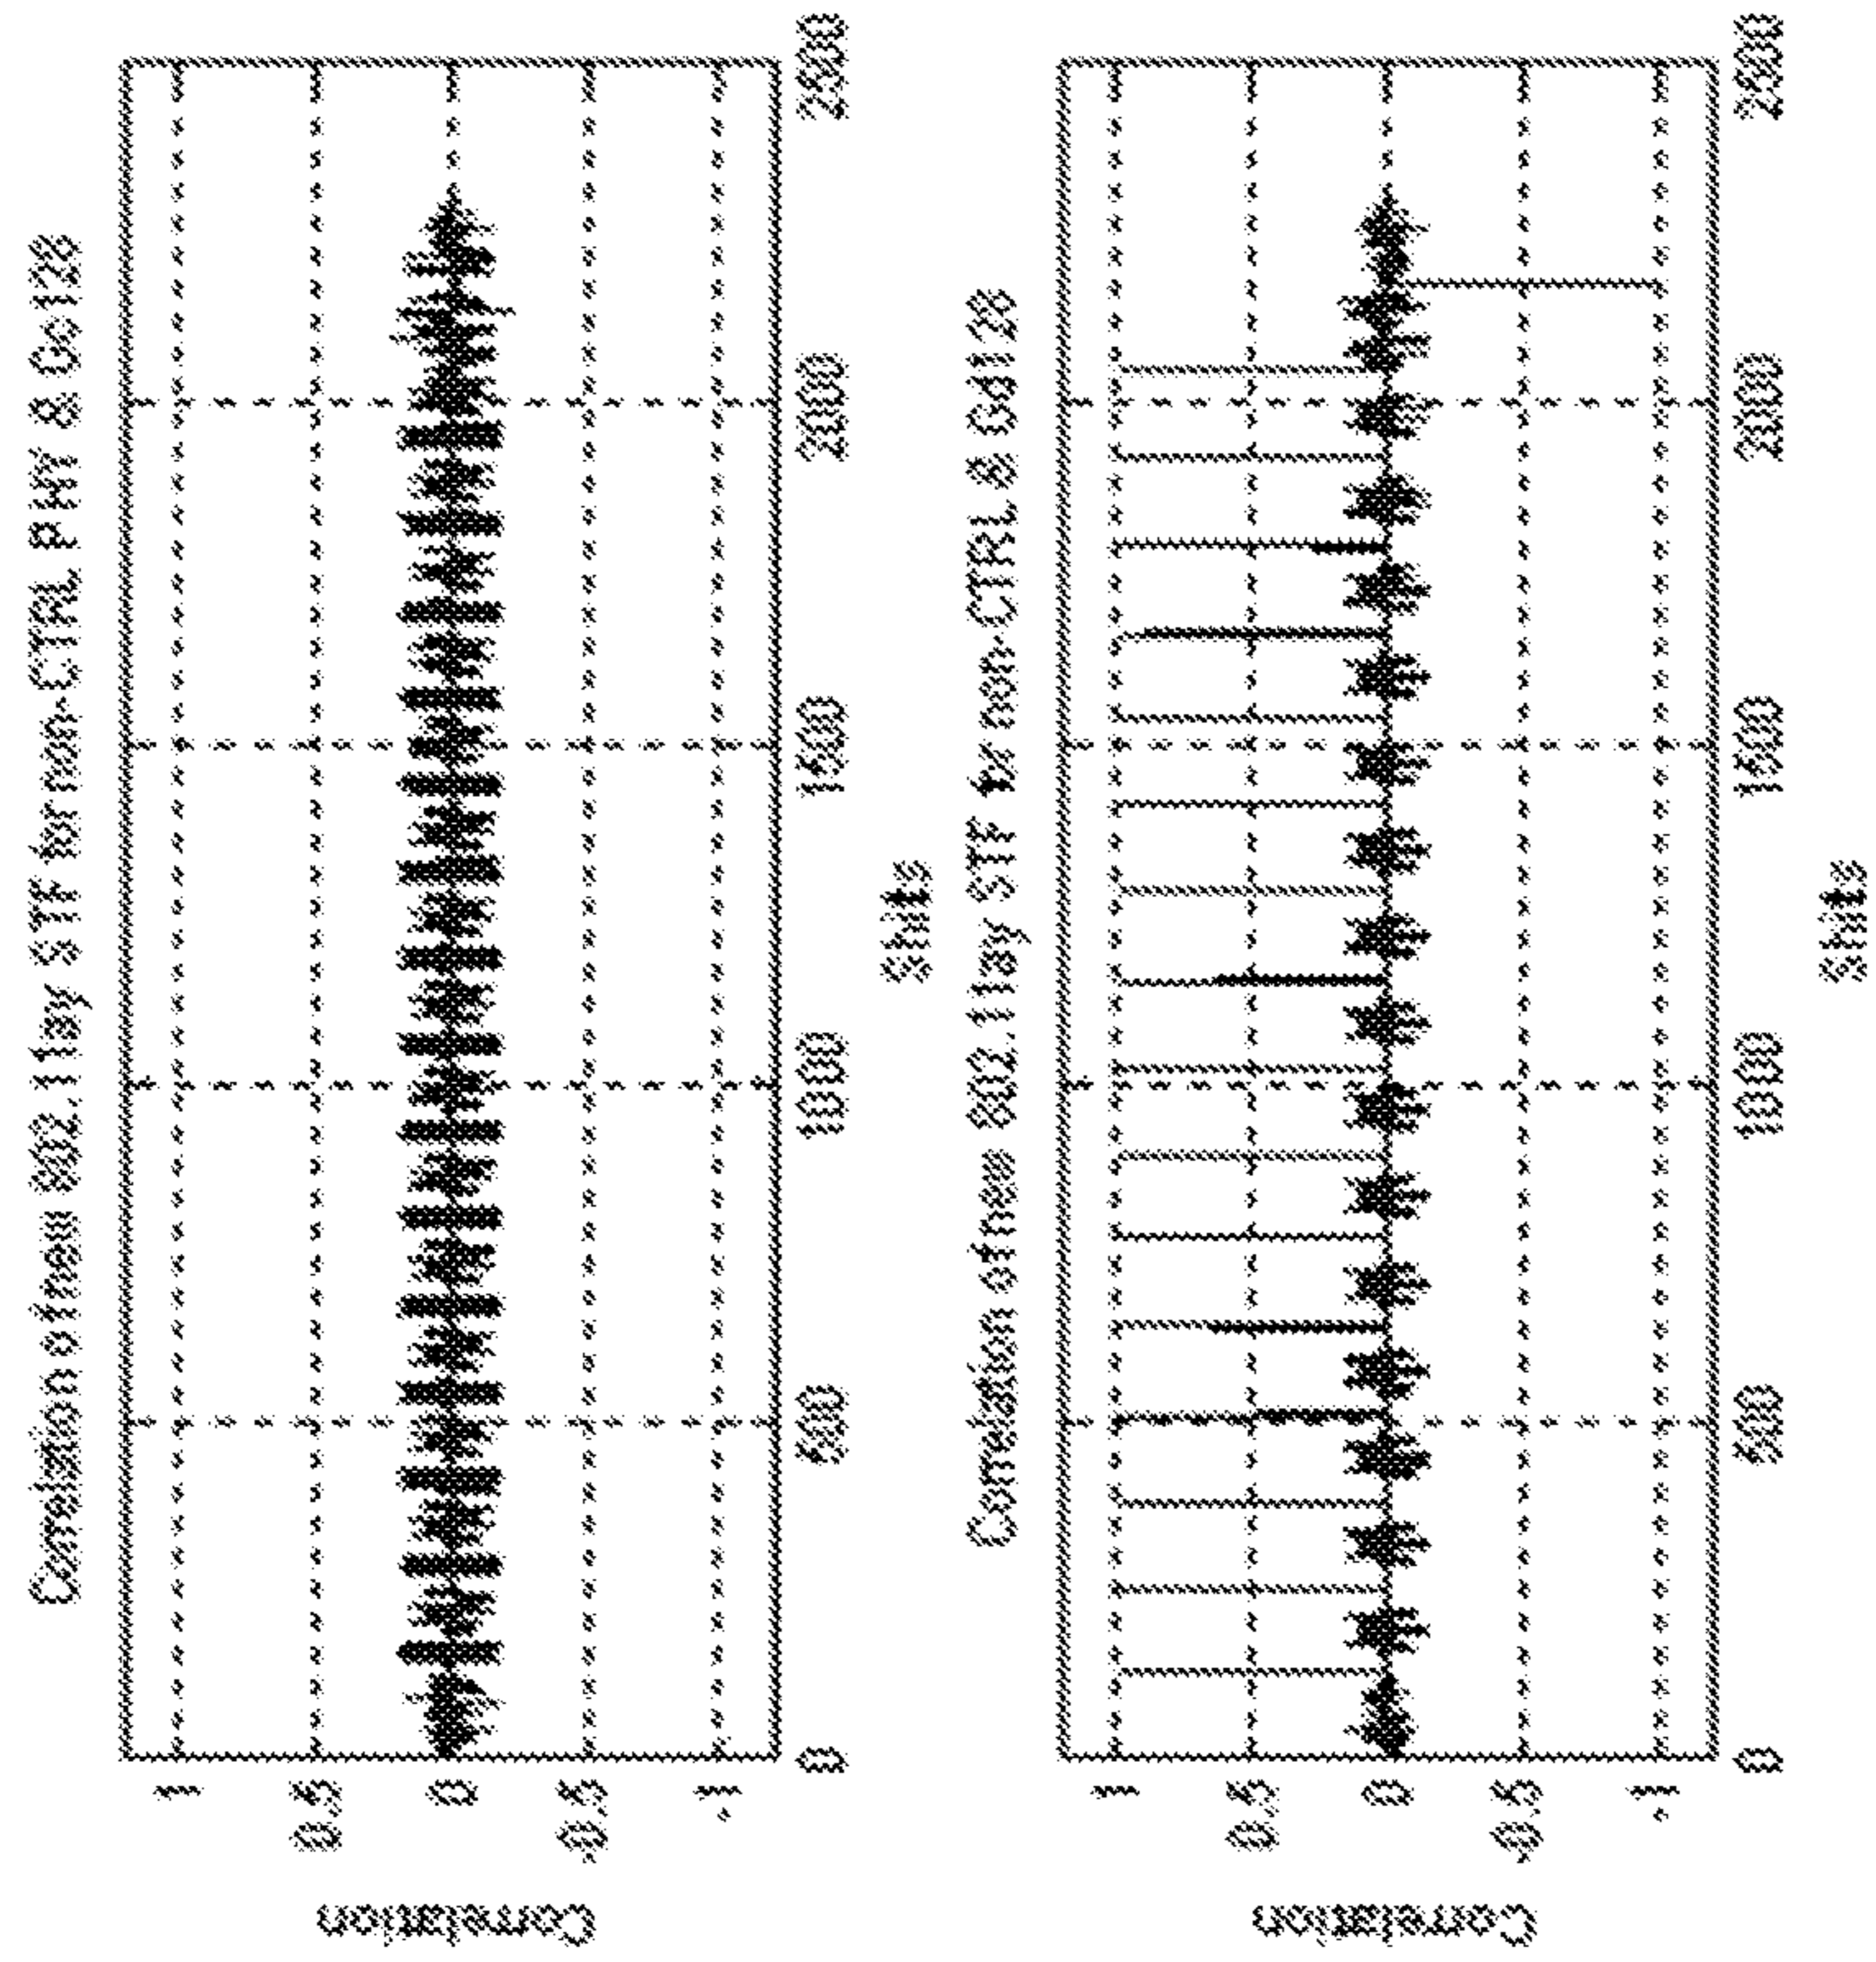 Correlation of new 802.11ay STF for non-CTRL PHY & Gc128
Correlation
1
0.5
0
-0.5
-1
0 500 1000 1500 2000 2500
Shifts
Correlation of new 802.11ay STF for non-CTRL & Gd128
Correlation
1
0.5
0
-0.5
-1
0 500 1000 1500 2000 2500
Shifts